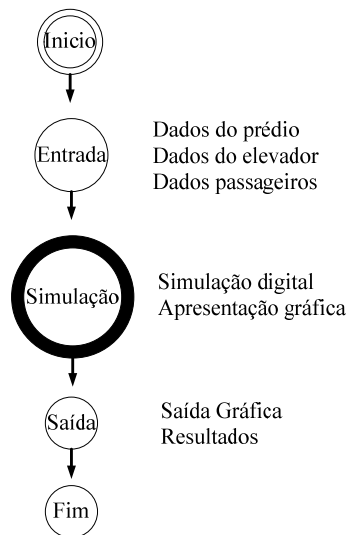 Inicio
Entrada
Dados do prédio
Dados do elevador
Dados passageiros
Simulação
Simulação digital
Apresentação gráfica
Saída
Saída Gráfica
Resultados
Fim